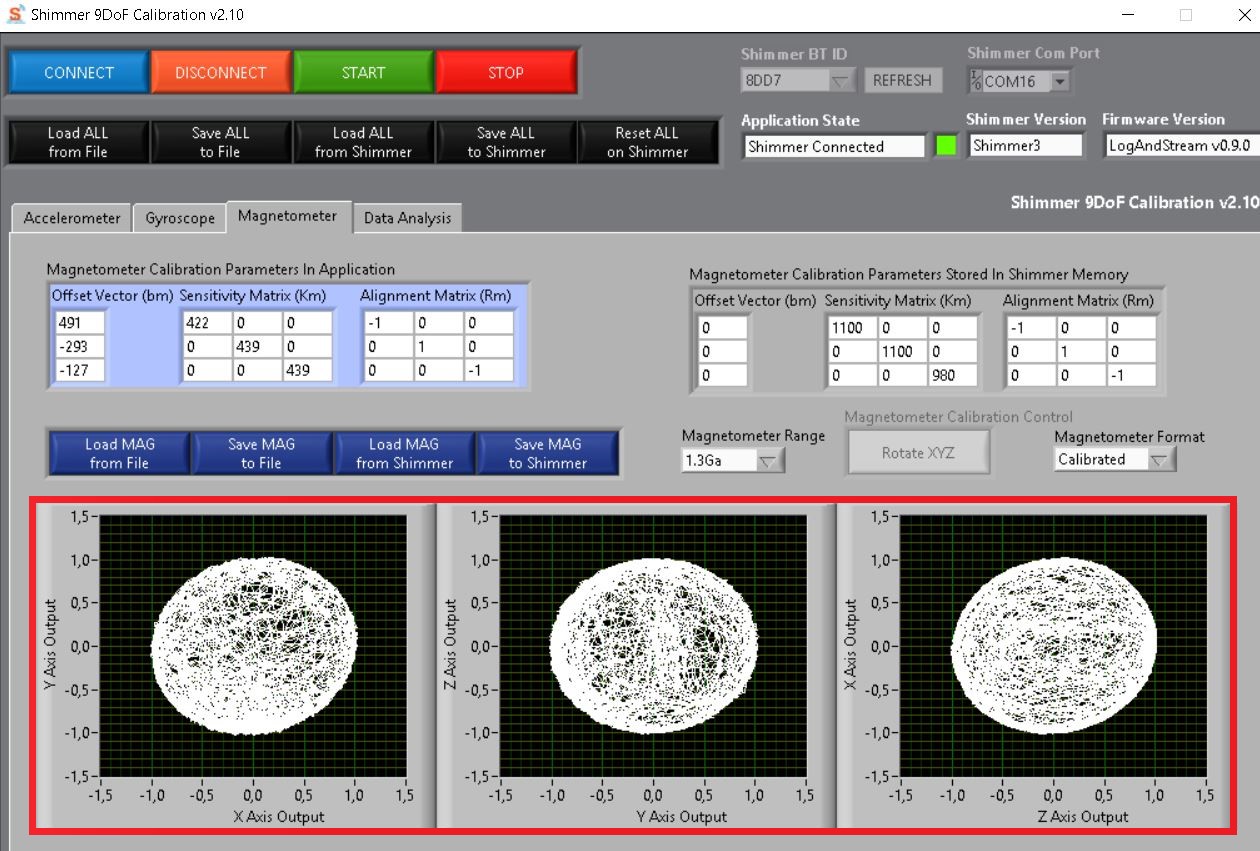 Shimmer 9DoF Calibration v2.10
CONNECT
DISCONNECT
START
STOP
Shimmer BT ID
8DD7
REFRESH
Shimmer Com Port
COM16
Load ALL
from File
Save ALL
to File
Load ALL
from Shimmer
Save ALL
to Shimmer
Reset ALL
on Shimmer
Application State
Shimmer Connected
Shimmer Version
Shimmer3
Firmware Version
LogAndStream v0.9.0
Shimmer 9DoF Calibration v2.10
Accelerometer
Gyroscope
Magnetometer
Data Analysis
Magnetometer Calibration Parameters In Application
Offset Vector (bm) Sensitivity Matrix (Km) Alignment Matrix (Rm)
491 422 0 0 -1 0 0
-293 0 439 0 0 1 0
-127 0 0 439 0 0 -1
Magnetometer Calibration Parameters Stored In Shimmer Memory
Offset Vector (bm) Sensitivity Matrix (Km) Alignment Matrix (Rm)
0 1100 0 0 -1 0 0
0 0 1100 0 0 1 0
0 0 0 980 0 0 -1
Load MAG
from File
Save MAG
to File
Load MAG
from Shimmer
Save MAG
to Shimmer
Magnetometer Range
1.3Ga
Magnetometer Calibration Control
Rotate XYZ
Magnetometer Format
Calibrated
Y Axis Output
1,5-
1,0-
0,5-
0,0-
-0,5-
-1,0-
-1,5-
-1,5 -1,0 -0,5 0,0 0,5 1,0 1,5
X Axis Output
Z Axis Output
1,5-
1,0-
0,5-
0,0-
-0,5-
-1,0-
-1,5-
-1,5 -1,0 -0,5 0,0 0,5 1,0 1,5
Y Axis Output
X Axis Output
1,5-
1,0-
0,5-
0,0-
-0,5-
-1,0-
-1,5-
-1,5 -1,0 -0,5 0,0 0,5 1,0 1,5
Z Axis Output